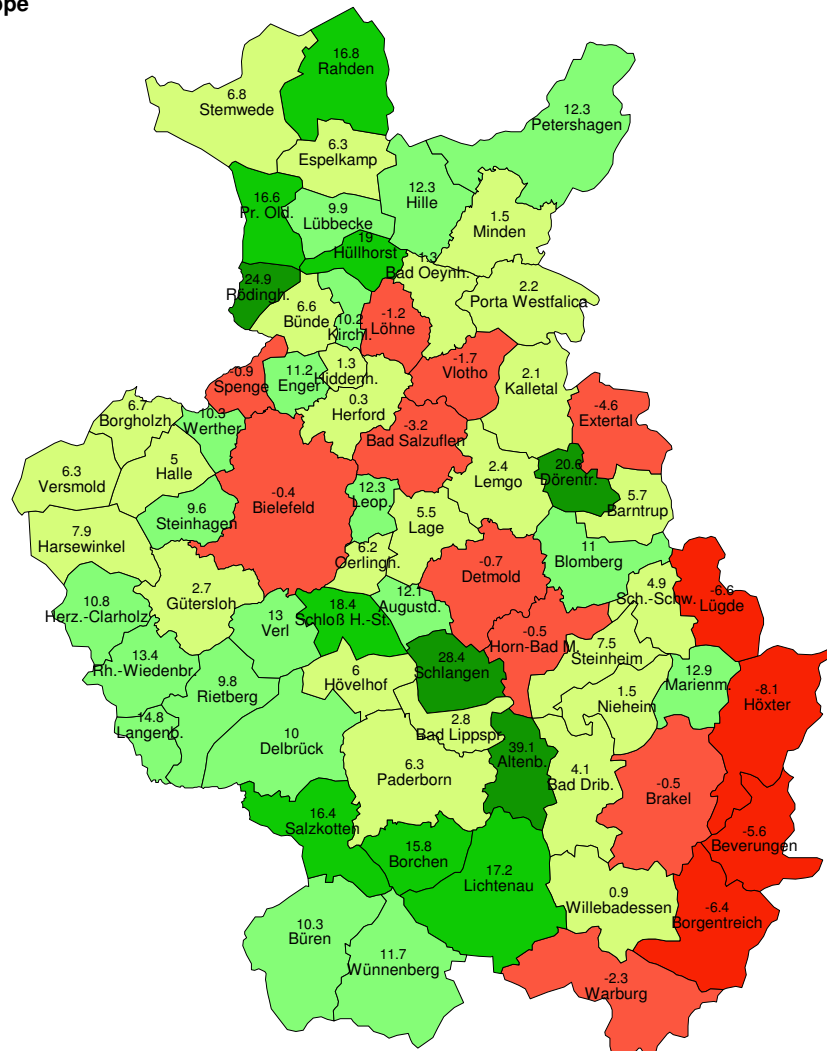 ppe
16.8
Rahden
6.8
Stemwede
12.3
Petershagen
6.3
Espelkamp
12.3
Hille
16.6
Pr. Old.
9.9
Lübbecke
1.5
Minden
19
Hüllhorst
1.3
Bad Oeynh.
24.9
Rödingh.
2.2
Porta Westfalica
6.6
Bünde
10.2
Kirchl.
-1.2
Löhne
-0.9
Spenge
11.2
Enger
1.3
Hiddenh.
-1.7
Vlotho
2.1
Kalletal
0.3
Herford
6.7
Borgholzh.
10.3
Werther
-3.2
Bad Salzuflen
-4.6
Extertal
6.3
Versmold
5
Halle
2.4
Lemgo
20.6
Dörentr.
-0.4
Bielefeld
12.3
Leop.
5.7
Barntrup
9.6
Steinhagen
5.5
Lage
7.9
Harsewinkel
6.2
Oerlingh.
11
Blomberg
-0.7
Detmold
2.7
Gütersloh
4.9
Sch.-Schw.
-6.6
Lügde
10.8
Herz.-Clarholz
12.1
Augustd.
18.4
Schloß H.-St.
13
Verl
-0.5
Horn-Bad M.
7.5
Steinheim
13.4
Rh.-Wiedenbr.
28.4
Schlangen
12.9
Marienm.
9.8
Rietberg
6
Hövelhof
1.5
Nieheim
-8.1
Höxter
14.8
Langenb.
10
Delbrück
2.8
Bad Lippspr.
39.1
Altenb.
6.3
Paderborn
4.1
Bad Drib.
-0.5
Brakel
16.4
Salzkotten
-5.6
Beverungen
15.8
Borchen
17.2
Lichtenau
0.9
Willebadessen
-6.4
Borgentreich
10.3
Büren
11.7
Wünnenberg
-2.3
Warburg